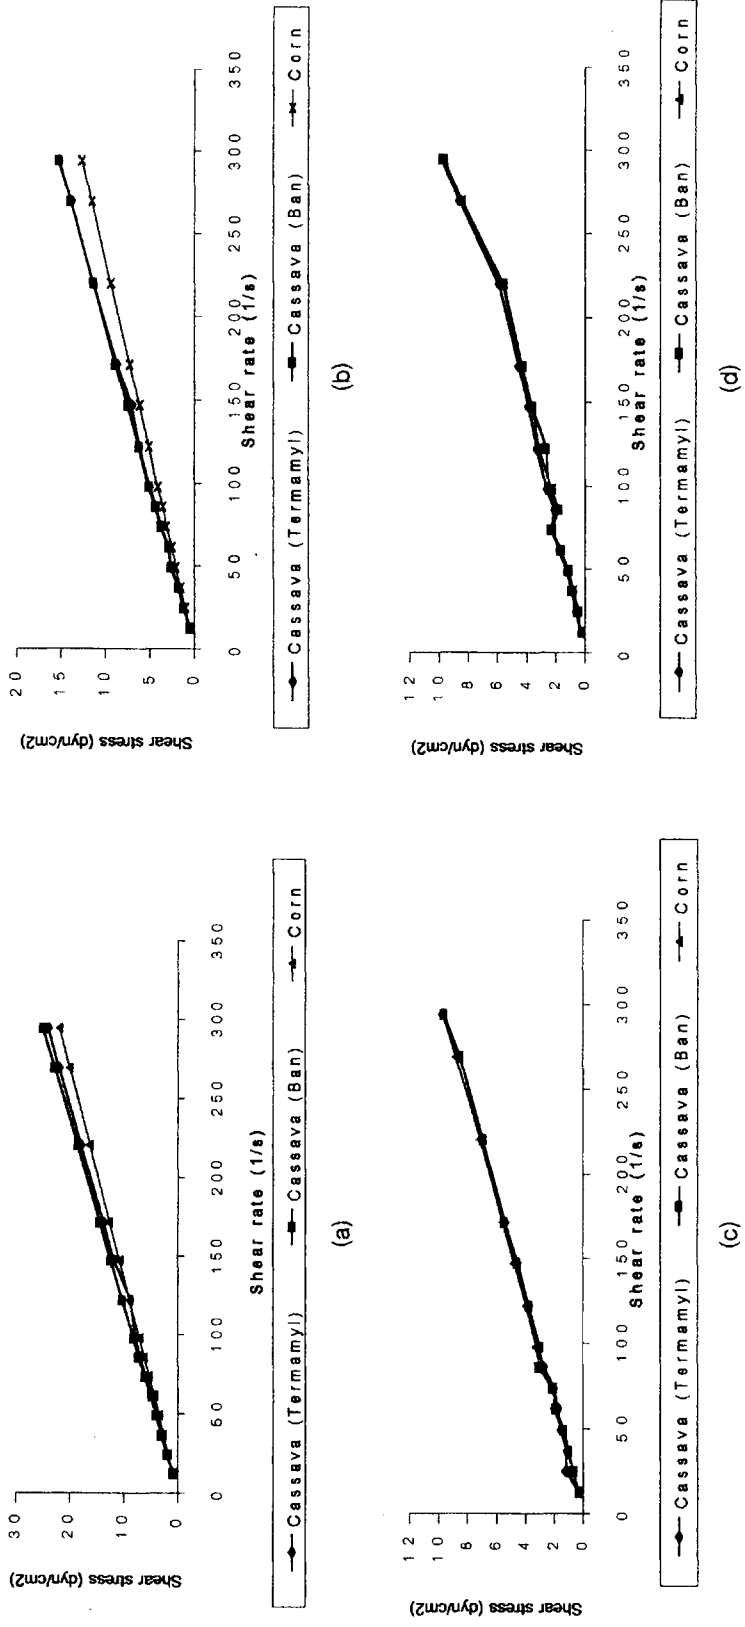 30
20
10
0
Shear stress (dyn/cm2)
0 50 100 150 200 250 300 350
Shear rate (1/s)
Cassava (Termamyl) Cassava (Ban) Corn
(a)
20
15
10
5
0
Shear stress (dyn/cm2)
0 50 100 150 200 250 300 350
Shear rate (1/s)
Cassava (Termamyl) Cassava (Ban) Corn
(b)
12
10
8
6
4
2
0
Shear stress (dyn/cm2)
0 50 100 150 200 250 300 350
Shear rate (1/s)
Cassava (Termamyl) Cassava (Ban) Corn
(c)
12
10
8
6
4
2
0
Shear stress (dyn/cm2)
0 50 100 150 200 250 300 350
Shear rate (1/s)
Cassava (Termamyl) Cassava (Ban) Corn
(d)